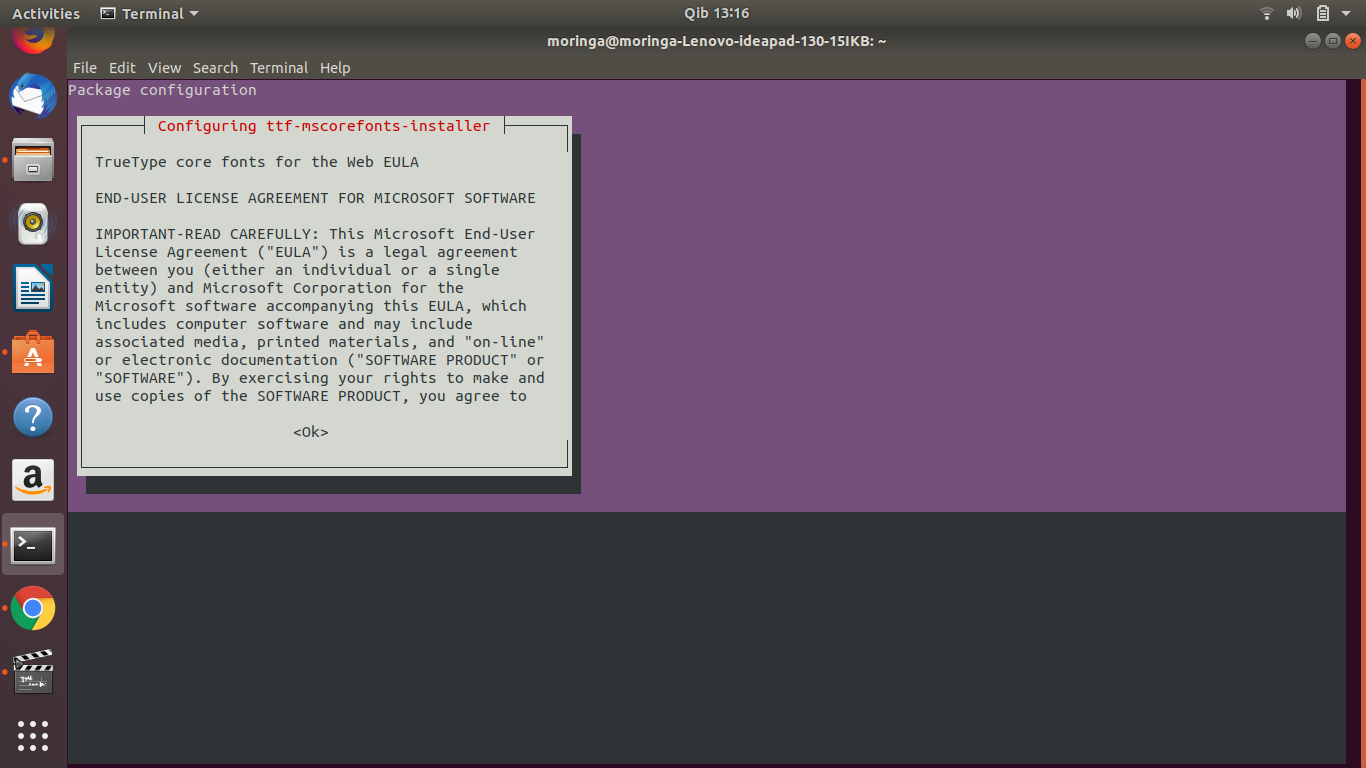 Activities Terminal Qib 13:16
moringa@moringa-Lenovo-ideapad-130-15IKB: ~
File Edit View Search Terminal Help
Package configuration
Configuring ttf-mscorefonts-installer
TrueType core fonts for the Web EULA
END-USER LICENSE AGREEMENT FOR MICROSOFT SOFTWARE
IMPORTANT-READ CAREFULLY: This Microsoft End-User
License Agreement ("EULA") is a legal agreement
between you (either an individual or a single
entity) and Microsoft Corporation for the
Microsoft software accompanying this EULA, which
includes computer software and may include
associated media, printed materials, and "on-line"
or electronic documentation ("SOFTWARE PRODUCT" or
"SOFTWARE"). By exercising your rights to make and
use copies of the SOFTWARE PRODUCT, you agree to
<Ok>